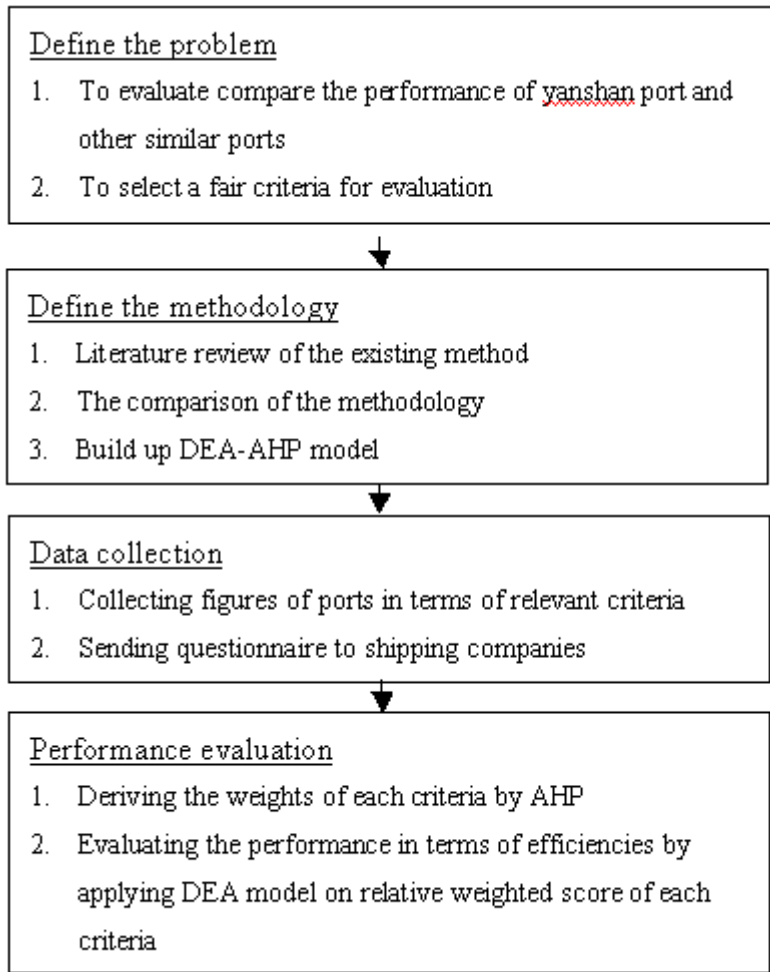 Define the problem
1. To evaluate compare the performance of yanshan port and
other similar ports
2. To select a fair criteria for evaluation
Define the methodology
1. Literature review of the existing method
2. The comparison of the methodology
3. Build up DEA-AHP model
Data collection
1. Collecting figures of ports in terms of relevant criteria
2. Sending questionnaire to shipping companies
Performance evaluation
1. Deriving the weights of each criteria by AHP
2. Evaluating the performance in terms of efficiencies by
applying DEA model on relative weighted score of each
criteria